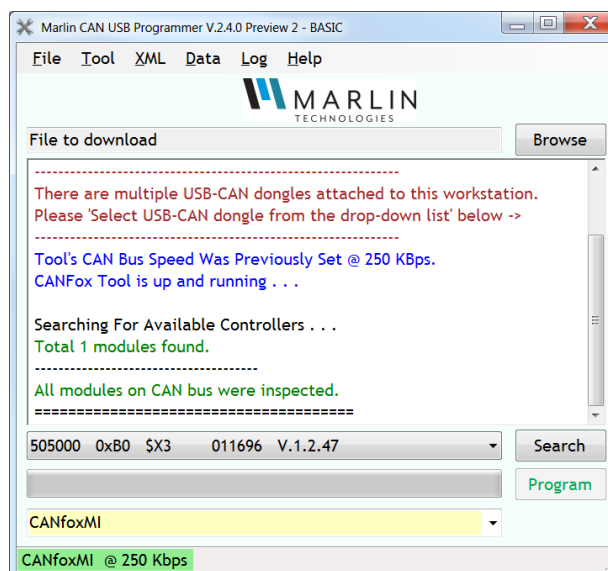 Marlin CAN USB Programmer V.2.4.0 Preview 2 - BASIC
File Tool XML Data Log Help
MARLIN
TECHNOLOGIES
File to download
Browse
------------------------------------------------------------
There are multiple USB-CAN dongles attached to this workstation.
Please 'Select USB-CAN dongle from the drop-down list' below ->
------------------------------------------------------------
Tool's CAN Bus Speed Was Previously Set @ 250 KBps.
CANFox Tool is up and running . . .
Searching For Available Controllers . . .
Total 1 modules found.
-------------------------------------
All modules on CAN bus were inspected.
======================================
505000 0xB0 $X3 011696 V.1.2.47
Search
Program
CANfoxMI
CANfoxMI @ 250 Kbps